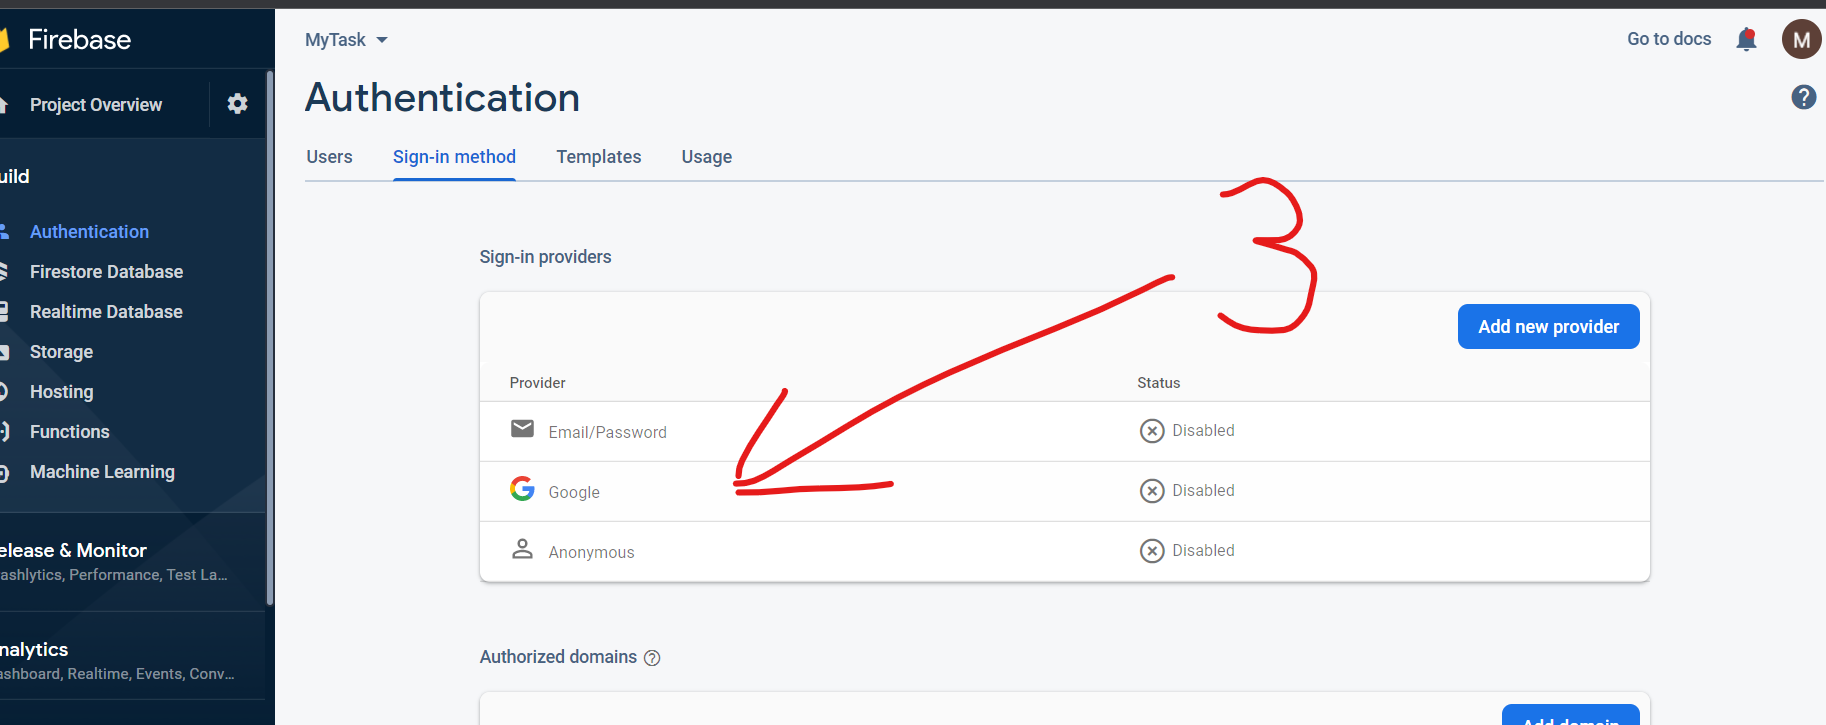 Firebase
MyTask
Go to docs
M
Project Overview
Authentication
?
Users
Sign-in method
Templates
Usage
uild
Authentication
Firestore Database
Realtime Database
Storage
Hosting
Functions
Machine Learning
elease & Monitor
ashlytics, Performance, Test La...
nalytics
ashboard, Realtime, Events, Conv...
3
Sign-in providers
Add new provider
Provider
Status
Email/Password
Disabled
Google
Disabled
Anonymous
Disabled
Authorized domains ?
Add domain